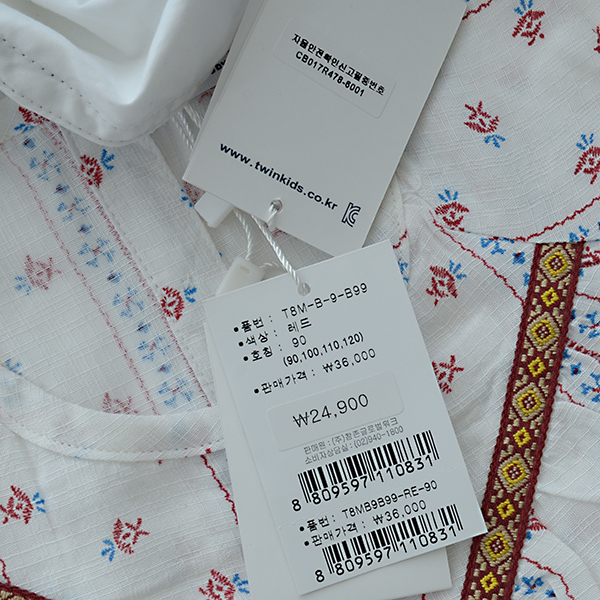 자율안전확인신고필증번호
CB017R478-8001
www.twinkids.co.kr
• 품번 : T8M-B-9-B99
• 색상 : 레드
• 호칭 : 90
(90,100,110,120)
• 판매가격 : ₩36,000
₩24,900
판매원 : (주)참존글로벌워크
소비자상담실 : (02)940-1800
8 809597 110831
• 품번 : T8MB9B99-RE-90
• 판매가격 : ₩36,000
8 809597 110831